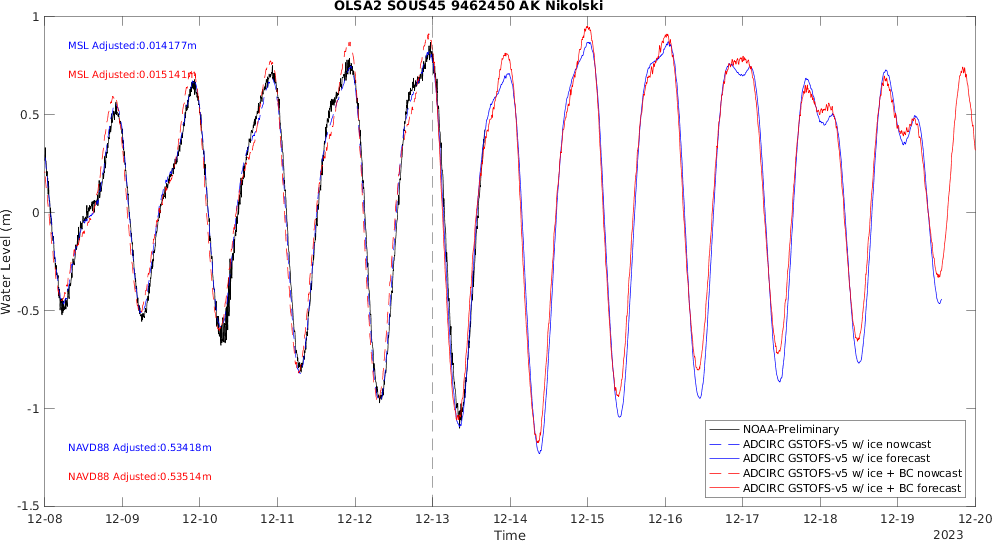 OLSA2 SOUS45 9462450 AK Nikolski
MSL Adjusted:0.014177m
MSL Adjusted:0.015141m
NAVD88 Adjusted:0.53418m
NAVD88 Adjusted:0.53514m
Water Level (m)
1
0.5
0
-0.5
-1
-1.5
NOAA-Preliminary
ADCIRC GSTOFS-v5 w/ ice nowcast
ADCIRC GSTOFS-v5 w/ ice forecast
ADCIRC GSTOFS-v5 w/ ice + BC nowcast
ADCIRC GSTOFS-v5 w/ ice + BC forecast
12-08 12-09 12-10 12-11 12-12 12-13 12-14 12-15 12-16 12-17 12-18 12-19 12-20
Time
2023